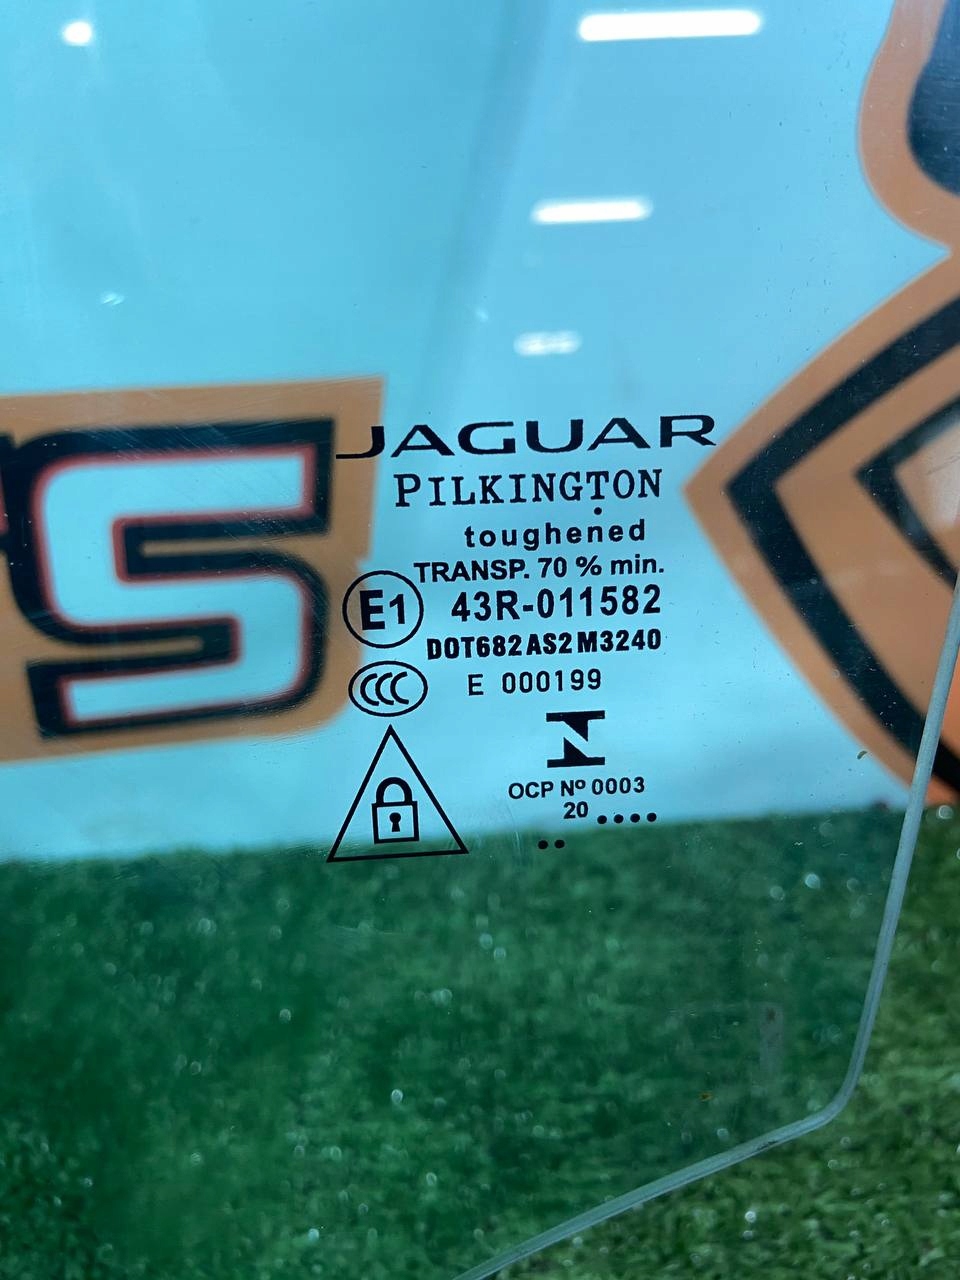 JAGUAR
PILKINGTON
toughened
TRANSP. 70 % min.
E1 43R-011582
DOT682 AS2 M3240
CCC E 000199
OCP Nº 0003
20 ....
..
S